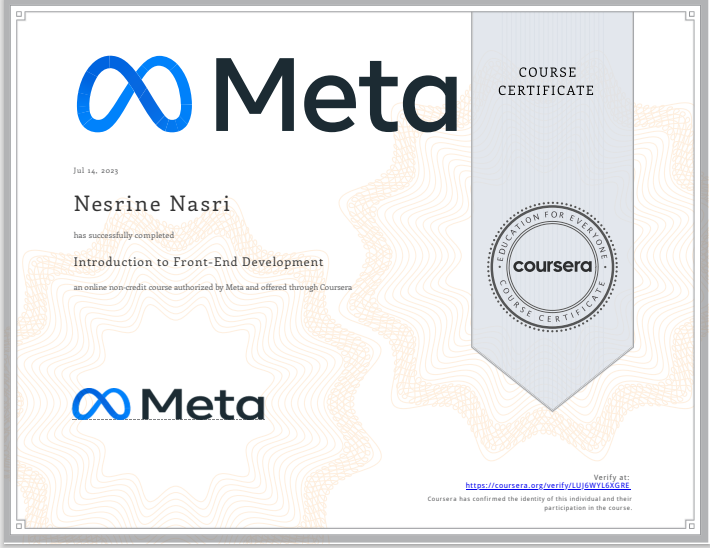 Meta
COURSE
CERTIFICATE
Jul 14, 2023
Nesrine Nasri
has successfully completed
Introduction to Front-End Development
an online non-credit course authorized by Meta and offered through Coursera
EDUCATION FOR EVERYONE
coursera
COURSE CERTIFICATE
Meta
Verify at:
https://coursera.org/verify/LUJ6WYL6XGRE
Coursera has confirmed the identity of this individual and their
participation in the course.